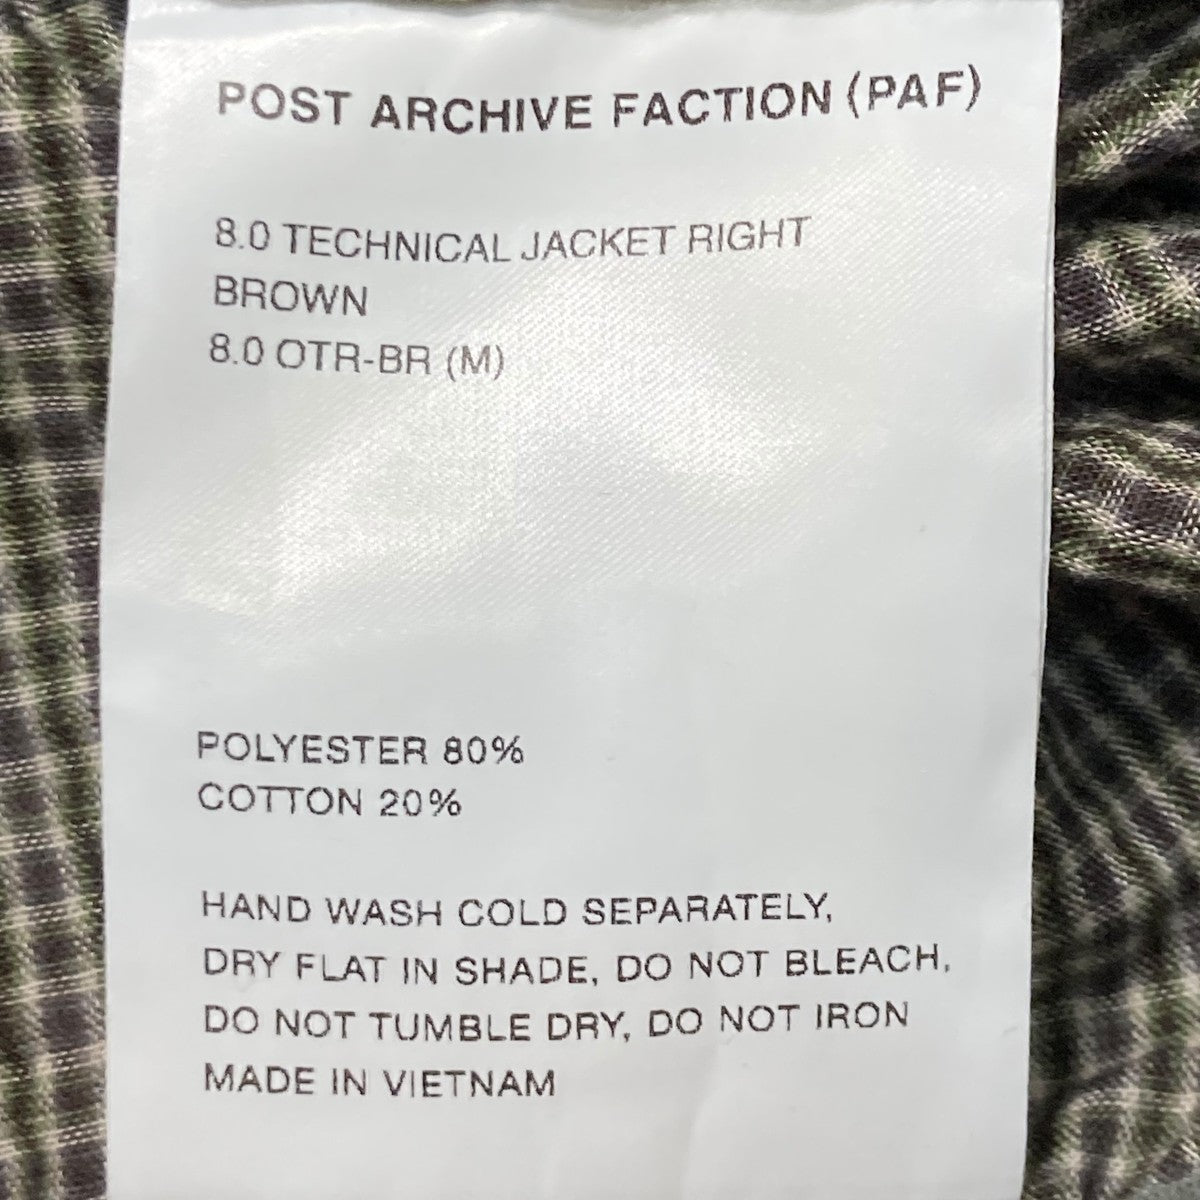 POST ARCHIVE FACTION (PAF)
8.0 TECHNICAL JACKET RIGHT
BROWN
8.0 OTR-BR (M)
POLYESTER 80%
COTTON 20%
HAND WASH COLD SEPARATELY,
DRY FLAT IN SHADE, DO NOT BLEACH,
DO NOT TUMBLE DRY, DO NOT IRON
MADE IN VIETNAM